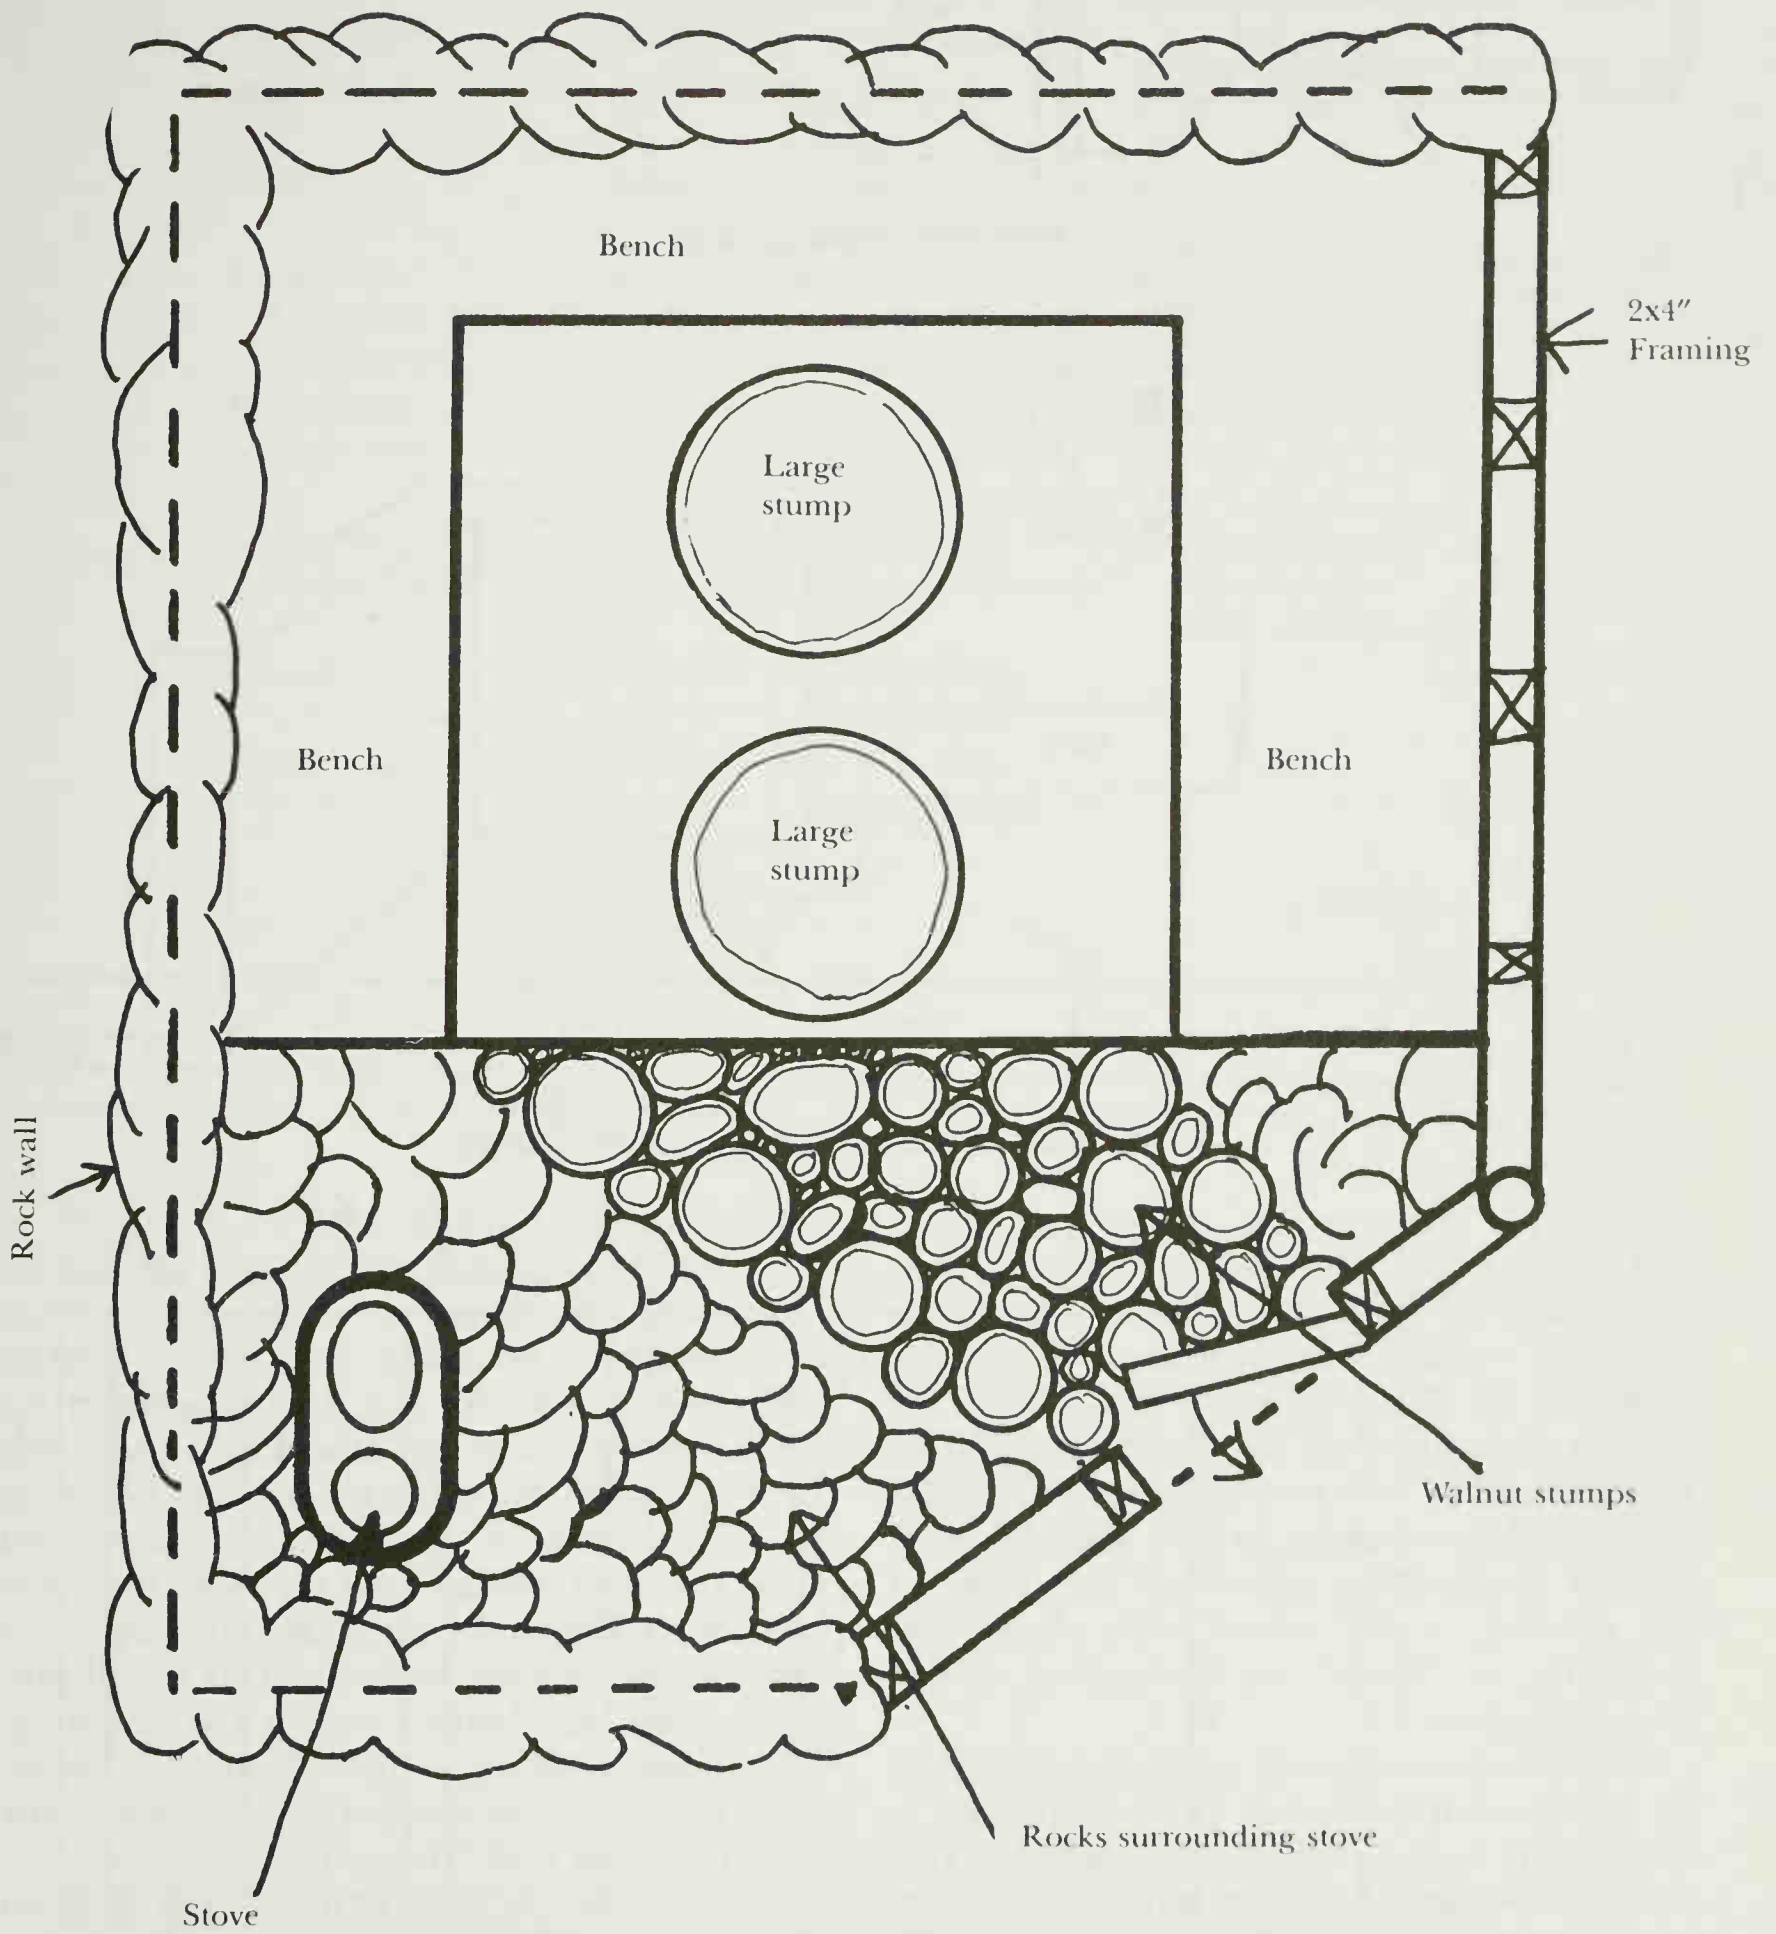 Bench
2x4"
Framing
Large
stump
Bench
Bench
Large
stump
Rock wall
Walnut stumps
Rocks surrounding stove
Stove